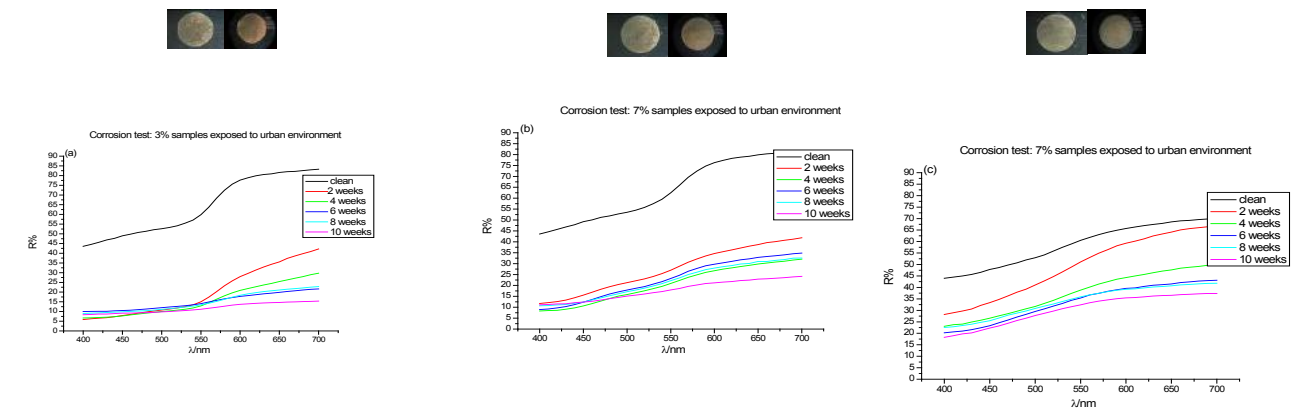 Corrosion test: 3% samples exposed to urban environment
(a)
90
85
80
75
70
65
60
55
50
45
40
35
30
25
20
15
10
5
0
R%
clean
2 weeks
4 weeks
6 weeks
8 weeks
10 weeks
400 450 500 550 600 650 700
λ/nm
Corrosion test: 7% samples exposed to urban environment
(b)
90
85
80
75
70
65
60
55
50
45
40
35
30
25
20
15
10
5
0
R%
clean
2 weeks
4 weeks
6 weeks
8 weeks
10 weeks
400 450 500 550 600 650 700
λ/nm
Corrosion test: 7% samples exposed to urban environment
(c)
90
85
80
75
70
65
60
55
50
45
40
35
30
25
20
15
10
5
0
R%
clean
2 weeks
4 weeks
6 weeks
8 weeks
10 weeks
400 450 500 550 600 650 700
λ/nm